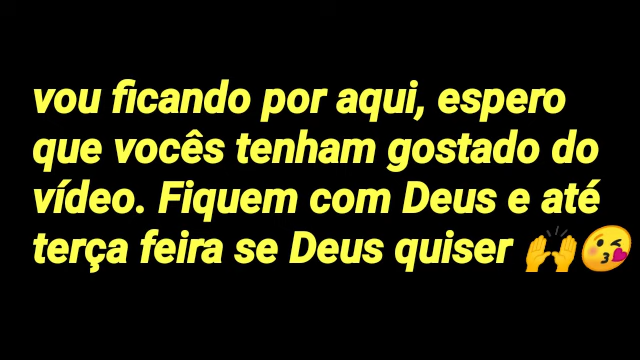 vou ficando por aqui, espero
que vocês tenham gostado do
vídeo. Fiquem com Deus e até
terça feira se Deus quiser 🙌😘